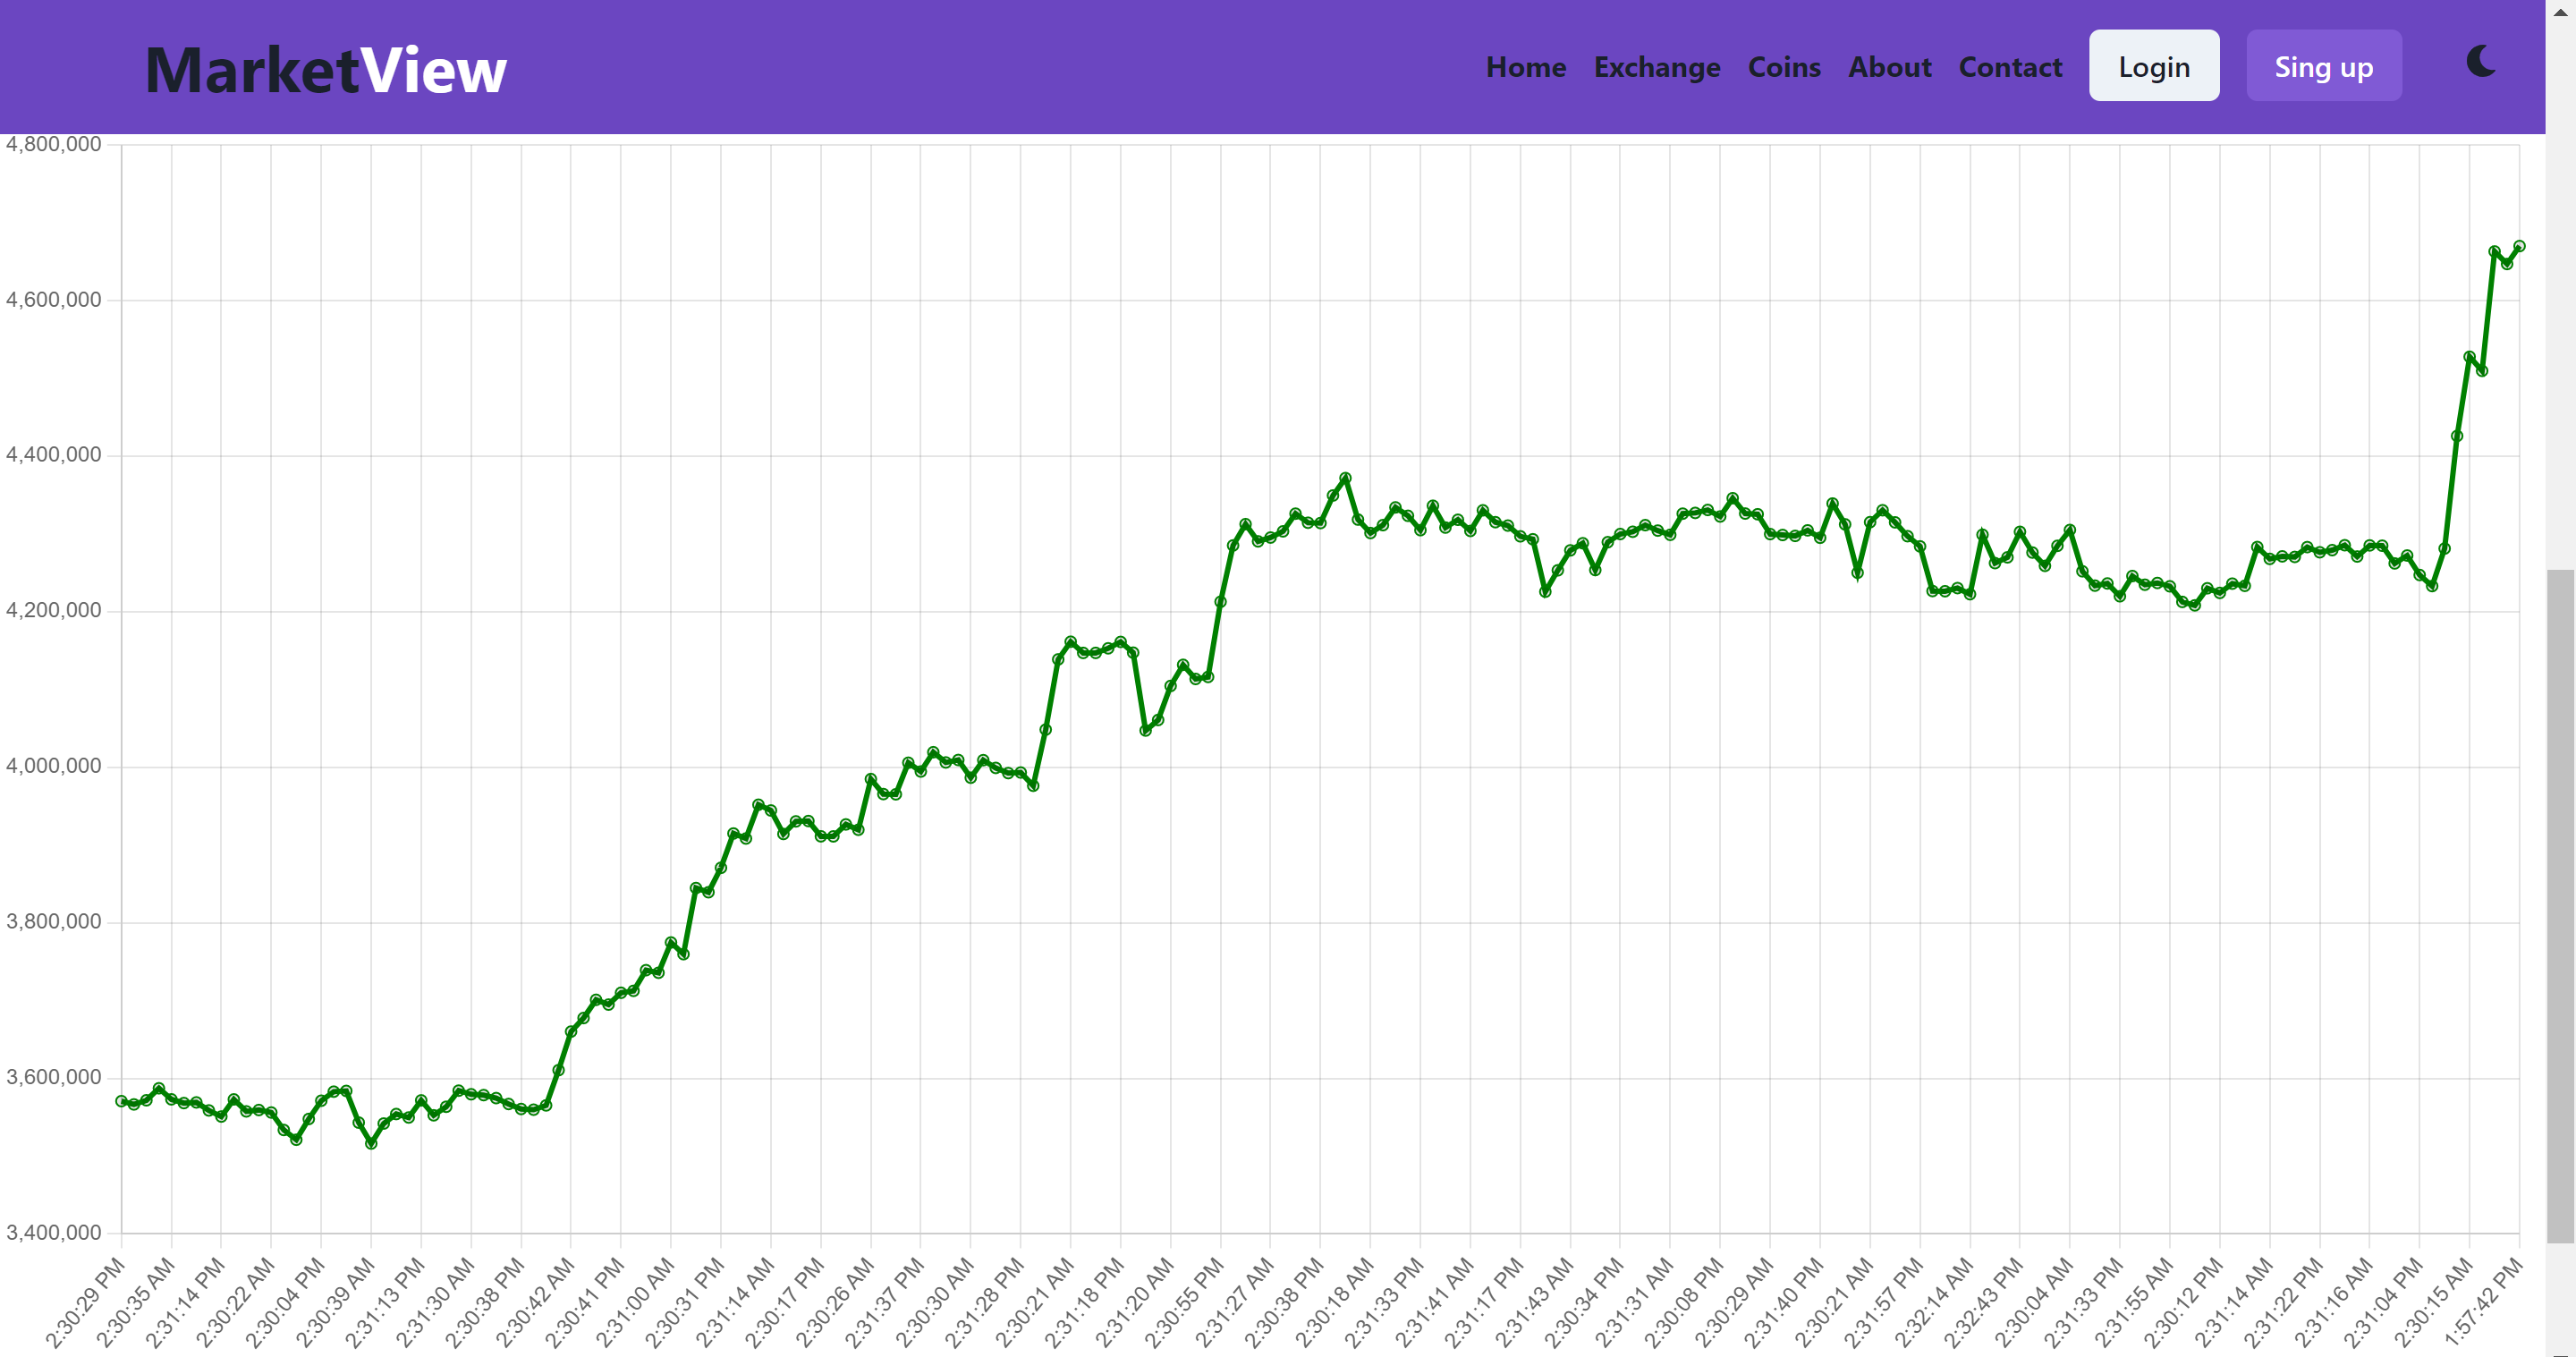 MarketView
Home Exchange Coins About Contact Login Sing up
4,800,000
4,600,000
4,400,000
4,200,000
4,000,000
3,800,000
3,600,000
3,400,000
2:30:29 PM
2:30:35 AM
2:31:14 PM
2:30:22 AM
2:30:04 PM
2:30:39 AM
2:31:13 PM
2:31:30 AM
2:30:38 PM
2:30:42 AM
2:30:41 PM
2:31:00 AM
2:30:31 PM
2:31:14 AM
2:30:17 PM
2:30:26 AM
2:31:37 PM
2:30:30 AM
2:31:28 PM
2:30:21 AM
2:31:18 PM
2:31:20 AM
2:30:55 PM
2:31:27 AM
2:30:38 PM
2:30:18 AM
2:31:33 PM
2:31:41 AM
2:31:17 PM
2:31:43 AM
2:30:34 PM
2:31:31 AM
2:30:08 PM
2:30:29 AM
2:31:40 PM
2:30:21 AM
2:31:57 PM
2:32:14 AM
2:32:43 PM
2:30:04 AM
2:31:33 PM
2:31:55 AM
2:30:12 PM
2:31:14 AM
2:31:22 PM
2:31:16 AM
2:31:04 PM
2:30:15 AM
1:57:42 PM